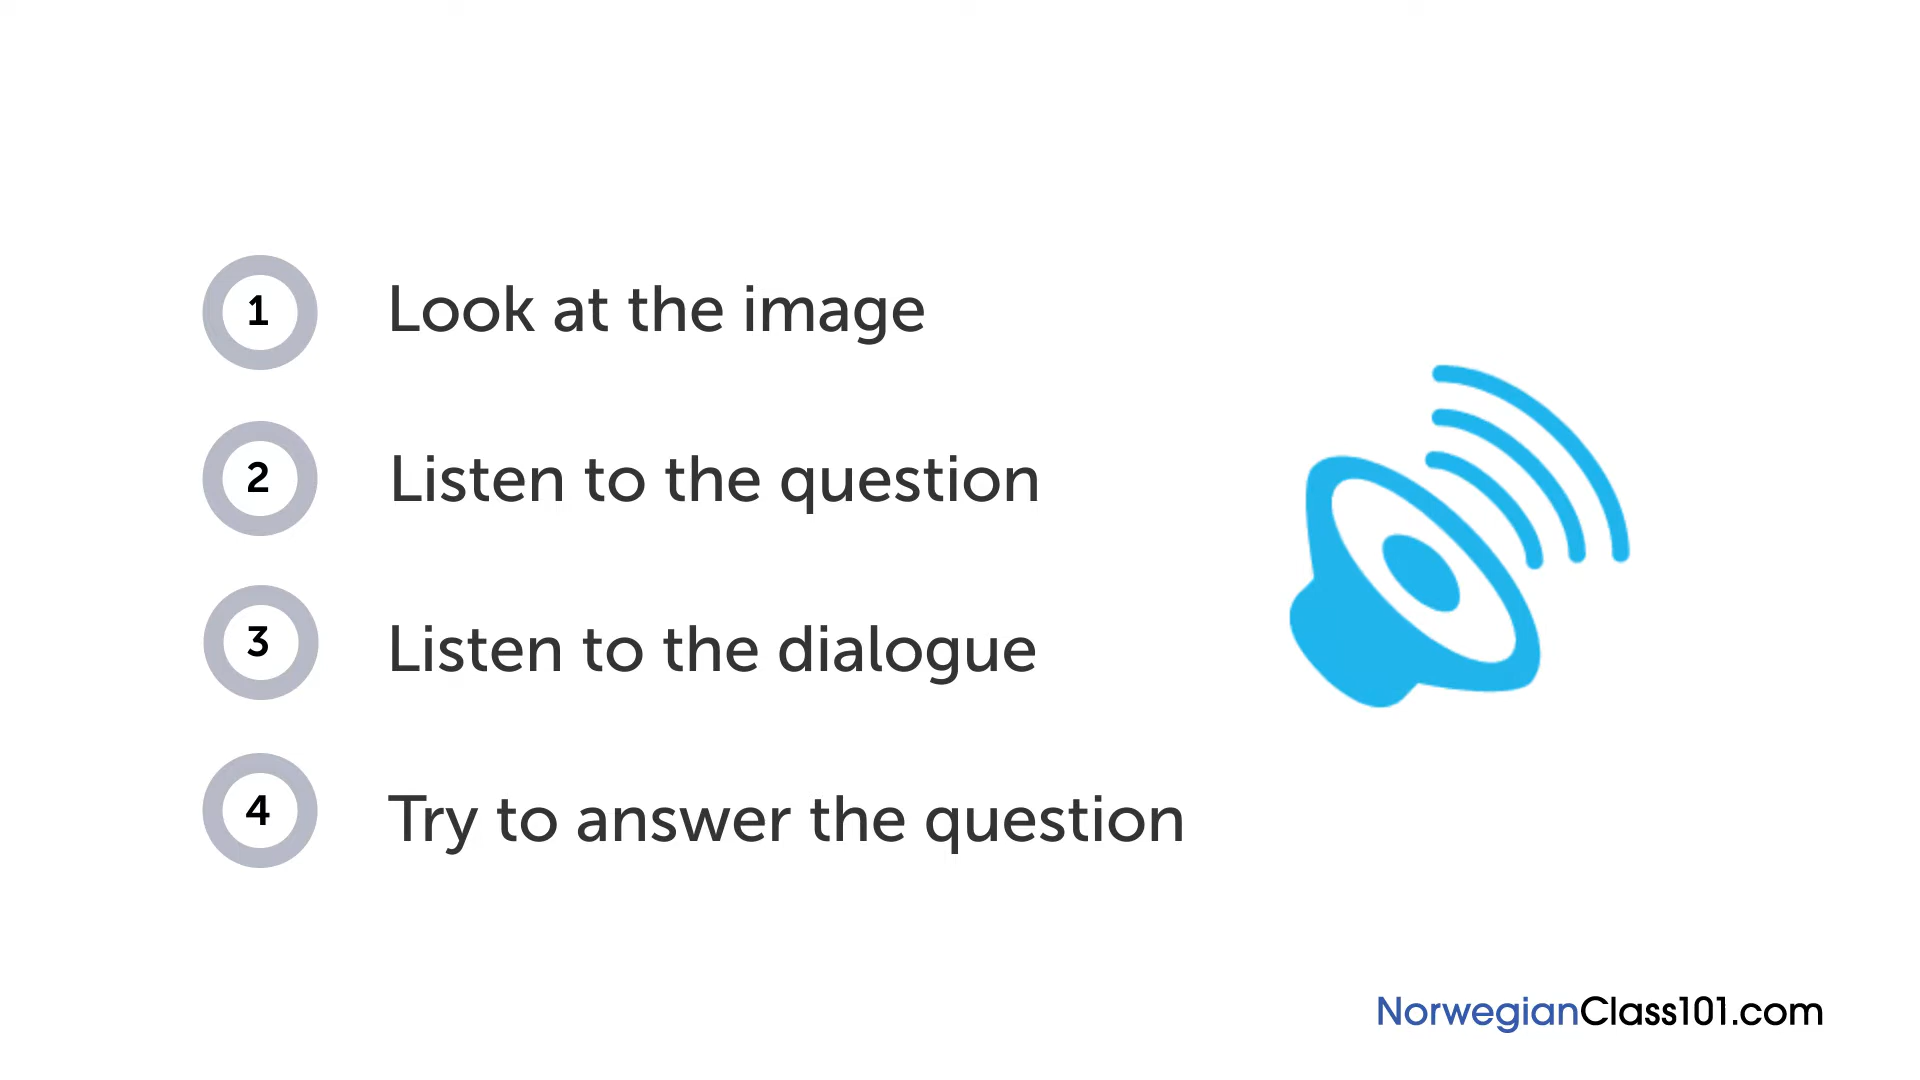 1 Look at the image
2 Listen to the question
3 Listen to the dialogue
4 Try to answer the question
NorwegianClass101.com